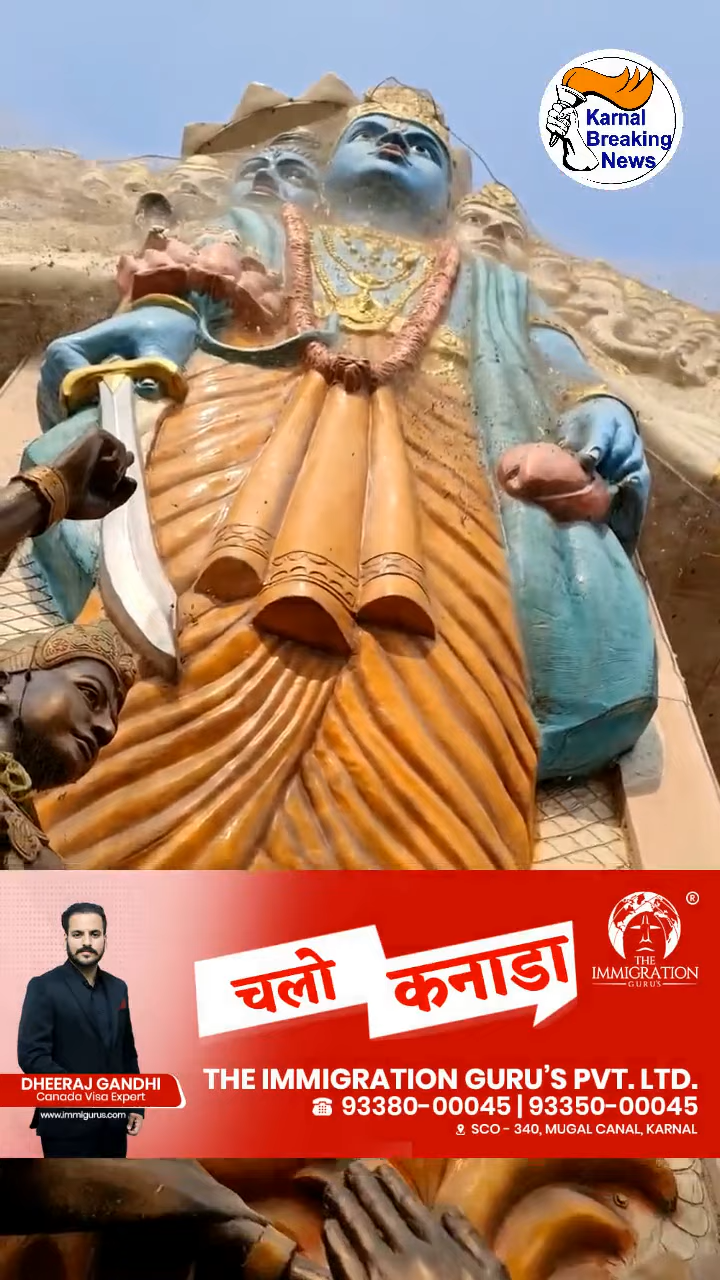 Karnal
Breaking
News
चलो कनाडा
®
THE
IMMIGRATION
GURU'S
DHEERAJ GANDHI
Canada Visa Expert
www.immigurus.com
THE IMMIGRATION GURU'S PVT. LTD.
93380-00045 | 93350-00045
SCO - 340, MUGAL CANAL, KARNAL